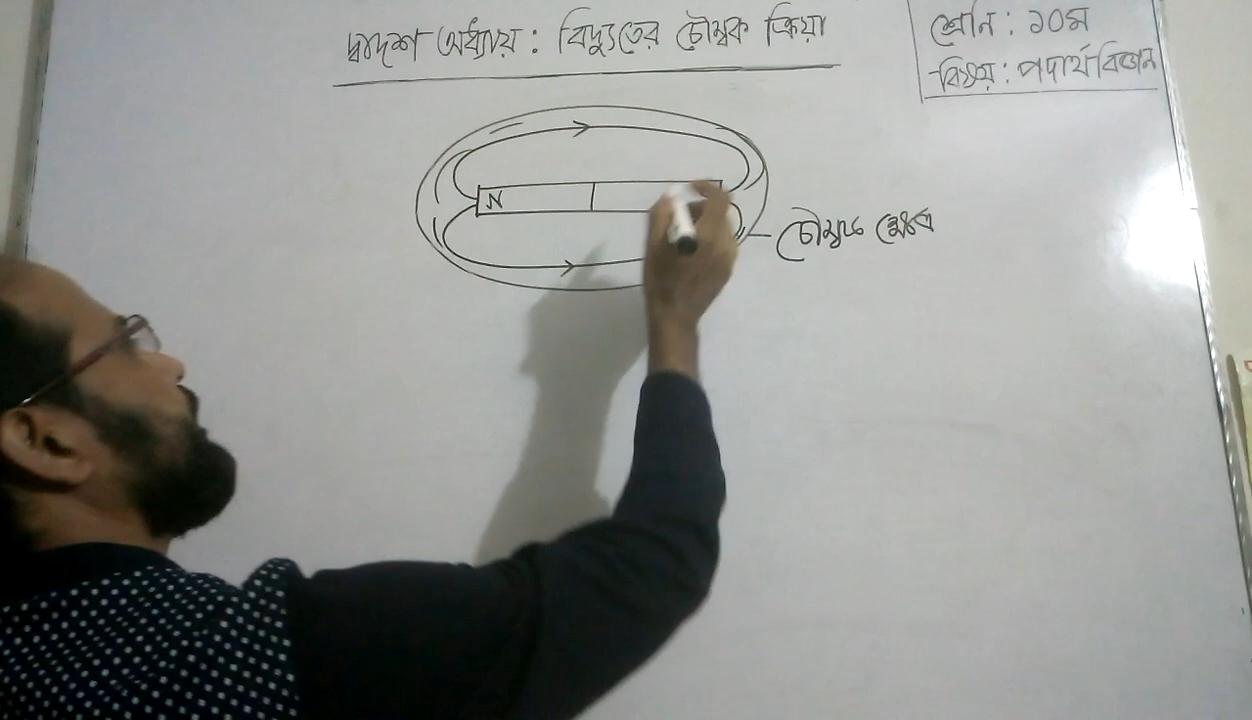 দ্বাদশ অধ্যায় : বিদ্যুতের চৌম্বক ক্রিয়া
শ্রেনি : ১০ম
বিষয় : পদার্থবিজ্ঞান
N
চৌম্বক ক্ষেত্র